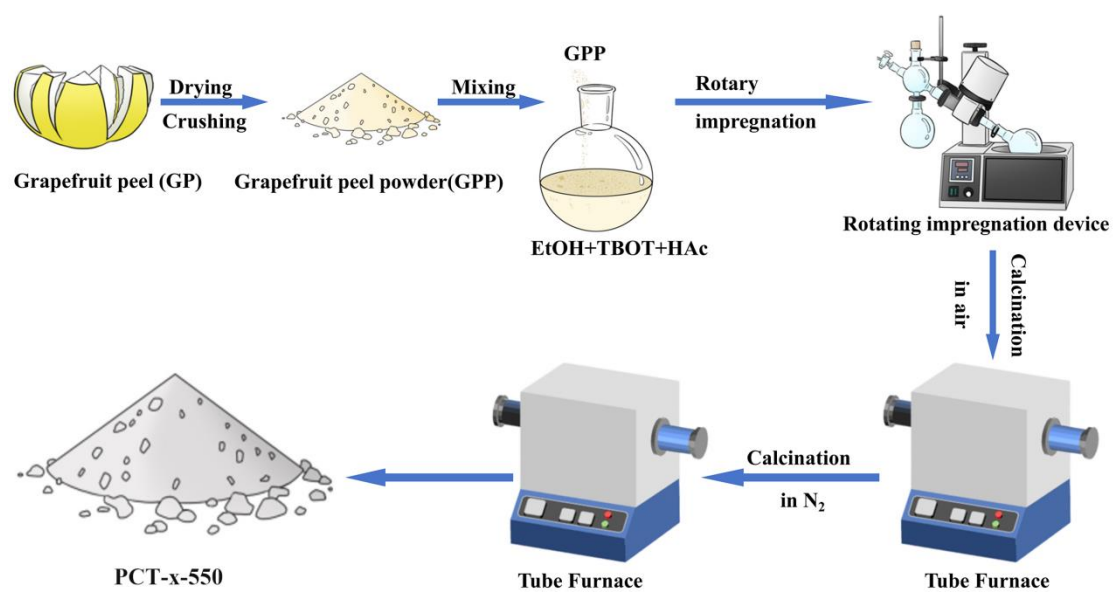 Grapefruit peel (GP)
Drying
Crushing
Grapefruit peel powder(GPP)
Mixing
GPP
EtOH+TBOT+HAc
Rotary
impregnation
Rotating impregnation device
Calcination
in air
Tube Furnace
Calcination
in N₂
Tube Furnace
PCT-x-550